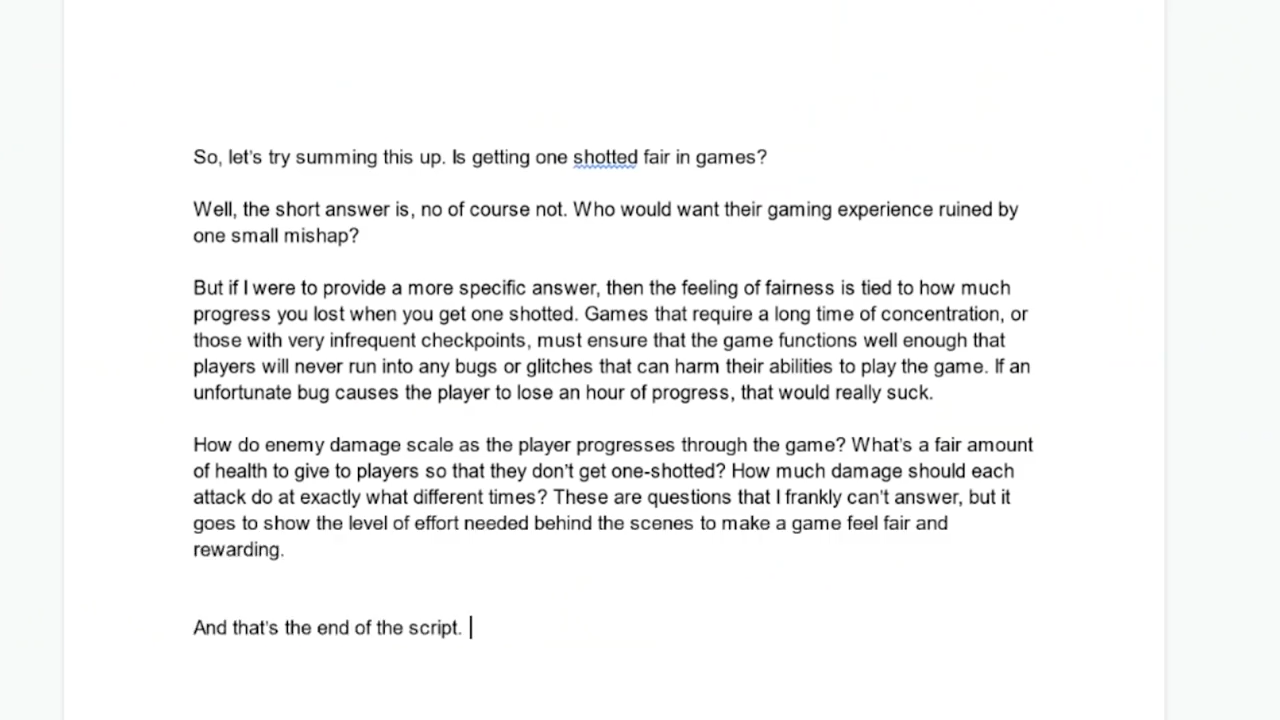 So, let's try summing this up. Is getting one shotted fair in games?
Well, the short answer is, no of course not. Who would want their gaming experience ruined by
one small mishap?
But if I were to provide a more specific answer, then the feeling of fairness is tied to how much
progress you lost when you get one shotted. Games that require a long time of concentration, or
those with very infrequent checkpoints, must ensure that the game functions well enough that
players will never run into any bugs or glitches that can harm their abilities to play the game. If an
unfortunate bug causes the player to lose an hour of progress, that would really suck.
How do enemy damage scale as the player progresses through the game? What's a fair amount
of health to give to players so that they don't get one-shotted? How much damage should each
attack do at exactly what different times? These are questions that I frankly can't answer, but it
goes to show the level of effort needed behind the scenes to make a game feel fair and
rewarding.
And that's the end of the script.